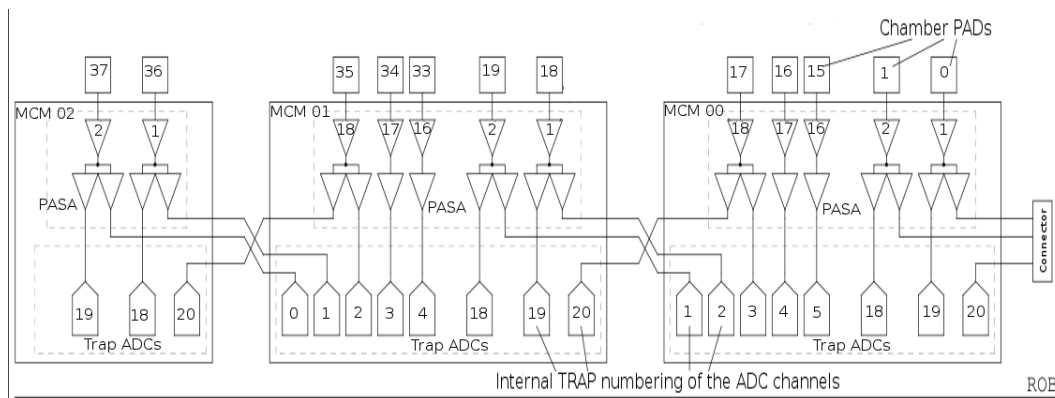 Chamber PADs
37 36 35 34 33 19 18 17 16 15 1 0
MCM 02 MCM 01 MCM 00
2 1 18 17 16 2 1 18 17 16 2 1
PASA PASA PASA
Connector
19 18 20 0 1 2 3 4 18 19 20 1 2 3 4 5 18 19 20
Trap ADCs Trap ADCs Trap ADCs
Internal TRAP numbering of the ADC channels
ROB